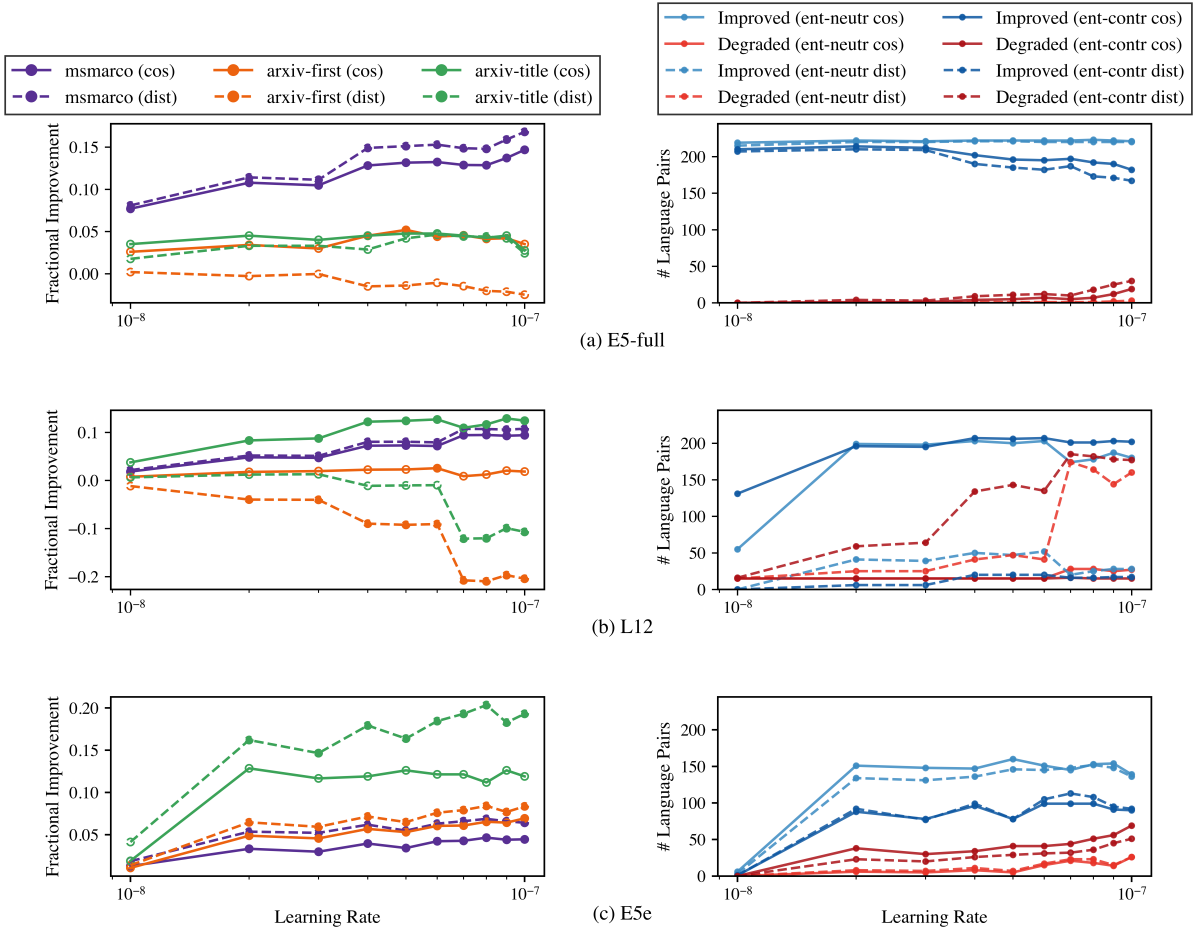 Improved (ent-neutr cos) Improved (ent-contr cos)
Degraded (ent-neutr cos) Degraded (ent-contr cos)
Improved (ent-neutr dist) Improved (ent-contr dist)
Degraded (ent-neutr dist) Degraded (ent-contr dist)
msmarco (cos) arxiv-first (cos) arxiv-title (cos)
msmarco (dist) arxiv-first (dist) arxiv-title (dist)
Fractional Improvement
0.15
0.10
0.05
0.00
10⁻⁸ 10⁻⁷
# Language Pairs
200
150
100
50
0
10⁻⁸ 10⁻⁷
(a) E5-full
Fractional Improvement
0.1
0.0
−0.1
−0.2
10⁻⁸ 10⁻⁷
# Language Pairs
200
150
100
50
0
10⁻⁸ 10⁻⁷
(b) L12
Fractional Improvement
0.20
0.15
0.10
0.05
10⁻⁸ 10⁻⁷
Learning Rate
# Language Pairs
200
150
100
50
0
10⁻⁸ 10⁻⁷
Learning Rate
(c) E5e